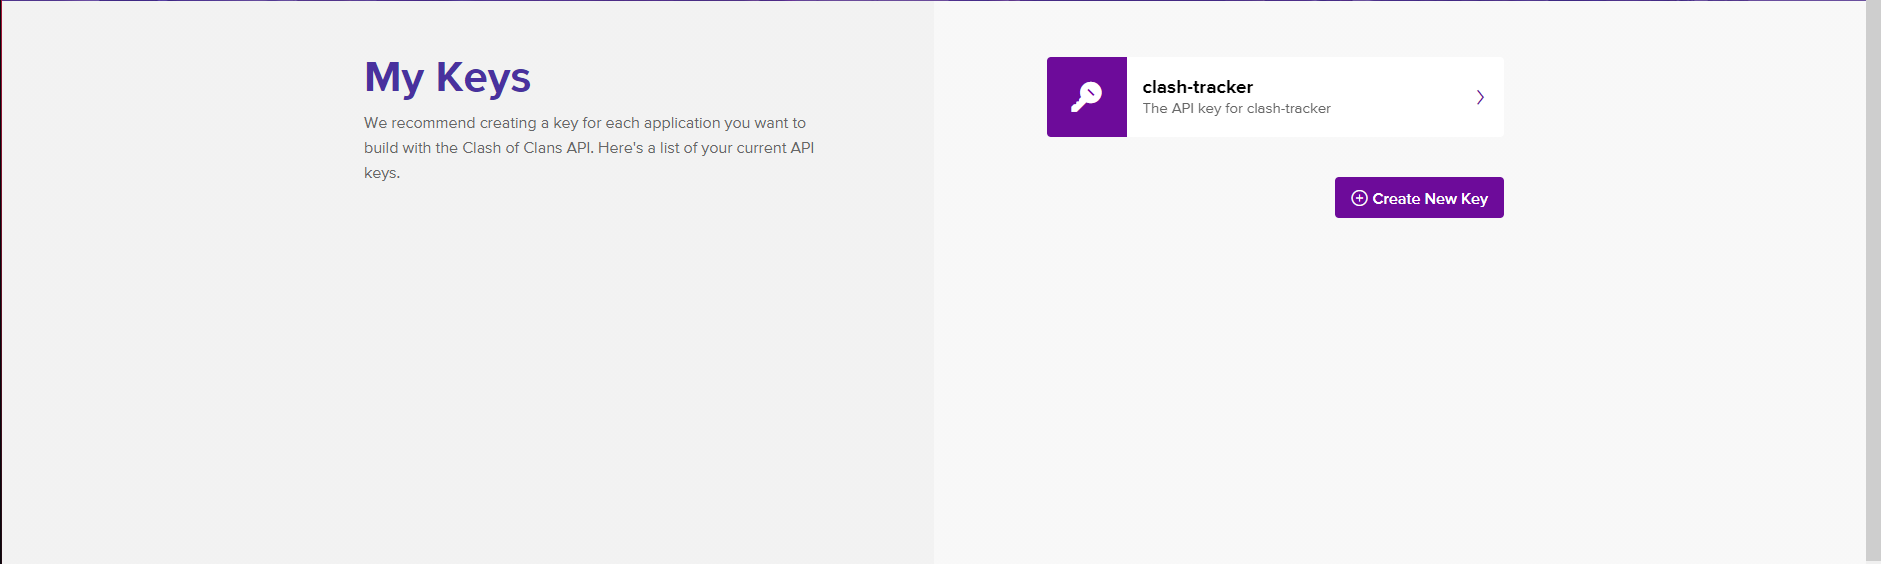 My Keys
We recommend creating a key for each application you want to
build with the Clash of Clans API. Here's a list of your current API
keys.
clash-tracker
The API key for clash-tracker
Create New Key